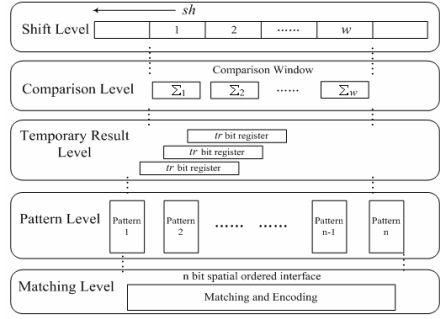 sh
Shift Level 1 2 ...... w
Comparison Window
Comparison Level Σ1 Σ2 ...... Σw
Temporary Result
Level
tr bit register
tr bit register
tr bit register
Pattern Level
Pattern
1
Pattern
2
...... ......
Pattern
n-1
Pattern
n
n bit spatial ordered interface
Matching Level
Matching and Encoding